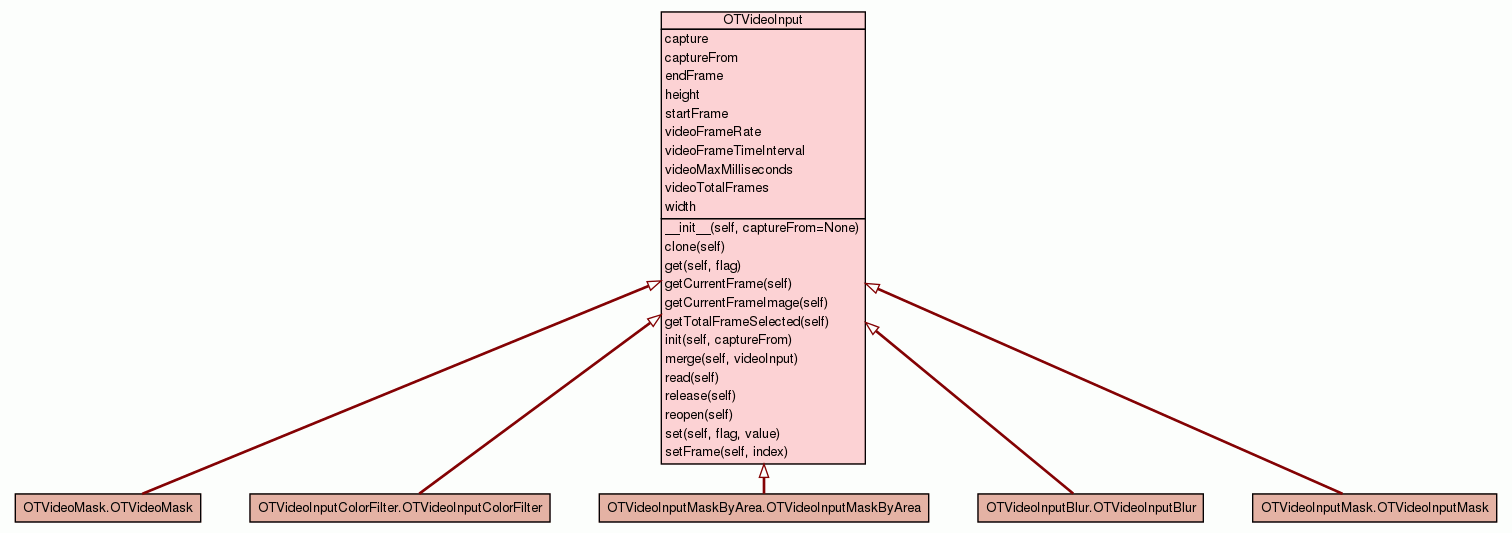 OTVideoInput
capture
captureFrom
endFrame
height
startFrame
videoFrameRate
videoFrameTimeInterval
videoMaxMilliseconds
videoTotalFrames
width
__init__(self, captureFrom=None)
clone(self)
get(self, flag)
getCurrentFrame(self)
getCurrentFrameImage(self)
getTotalFrameSelected(self)
init(self, captureFrom)
merge(self, videoInput)
read(self)
release(self)
reopen(self)
set(self, flag, value)
setFrame(self, index)
OTVideoMask.OTVideoMask
OTVideoInputColorFilter.OTVideoInputColorFilter
OTVideoInputMaskByArea.OTVideoInputMaskByArea
OTVideoInputBlur.OTVideoInputBlur
OTVideoInputMask.OTVideoInputMask